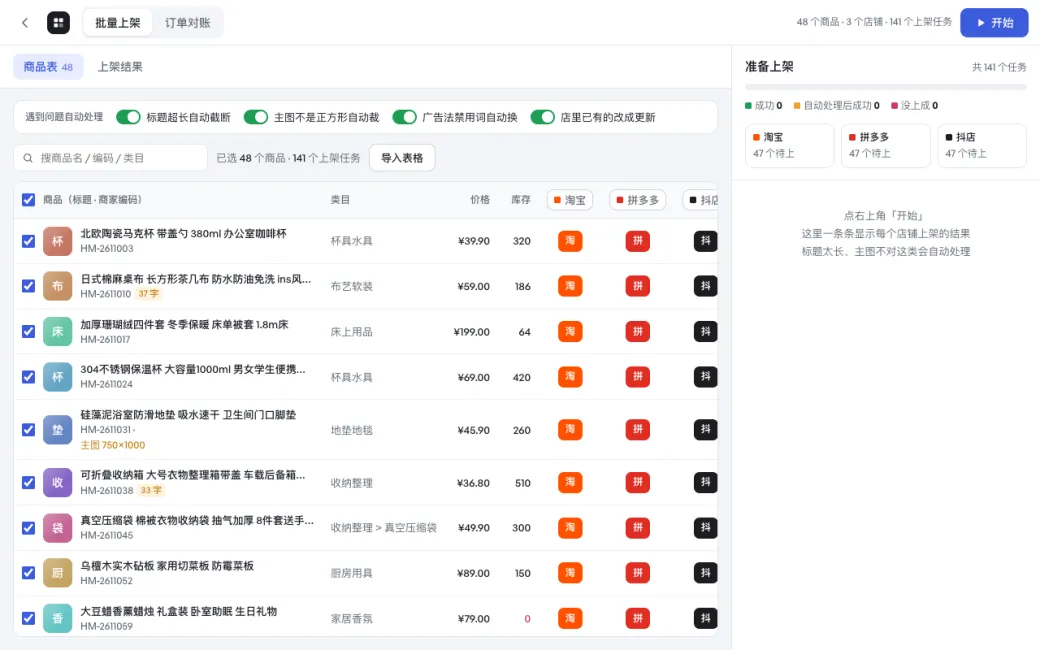 批量上架
订单对账
48 个商品 · 3 个店铺 · 141 个上架任务
开始
商品表 48
上架结果
遇到问题自动处理
标题超长自动截断
主图不是正方形自动裁
广告法禁用词自动换
店里已有的改成更新
搜商品名 / 编码 / 类目
已选 48 个商品 · 141 个上架任务
导入表格
商品（标题 · 商家编码）
类目
价格
库存
淘宝
拼多多
抖店
杯
北欧陶瓷马克杯 带盖勺 380ml 办公室咖啡杯
HM-2611003
杯具水具
¥39.90
320
淘
拼
抖
布
日式棉麻桌布 长方形茶几布 防水防油免洗 ins风...
HM-2611010 37 字
布艺软装
¥59.00
186
淘
拼
抖
床
加厚珊瑚绒四件套 冬季保暖 床单被套 1.8m床
HM-2611017
床上用品
¥199.00
64
淘
拼
抖
杯
304不锈钢保温杯 大容量1000ml 男女学生便携...
HM-2611024
杯具水具
¥69.00
420
淘
拼
抖
垫
硅藻泥浴室防滑地垫 吸水速干 卫生间门口脚垫
HM-2611031 ·
主图 750×1000
地垫地毯
¥45.90
260
淘
拼
抖
收
可折叠收纳箱 大号衣物整理箱带盖 车载后备箱...
HM-2611038 33 字
收纳整理
¥36.80
510
淘
拼
抖
袋
真空压缩袋 棉被衣物收纳袋 抽气加厚 8件套送手...
HM-2611045
收纳整理 > 真空压缩袋
¥49.90
300
淘
拼
抖
厨
乌檀木实木砧板 家用切菜板 防霉菜板
HM-2611052
厨房用具
¥89.00
150
淘
拼
抖
香
大豆蜡香薰蜡烛 礼盒装 卧室助眠 生日礼物
HM-2611059
家居香氛
¥79.00
0
淘
拼
抖
准备上架
共 141 个任务
成功 0
自动处理后成功 0
没上成 0
淘宝
47 个待上
拼多多
47 个待上
抖店
47 个待上
点右上角「开始」
这里一条条显示每个店铺上架的结果
标题太长、主图不对这类会自动处理